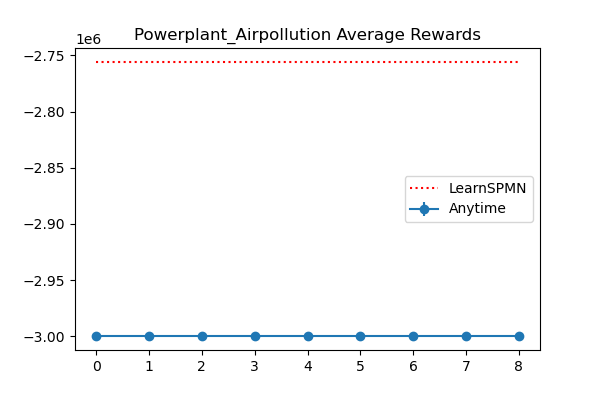 Powerplant_Airpollution Average Rewards
1e6
−2.75
−2.80
−2.85
−2.90
−2.95
−3.00
LearnSPMN
Anytime
0 1 2 3 4 5 6 7 8